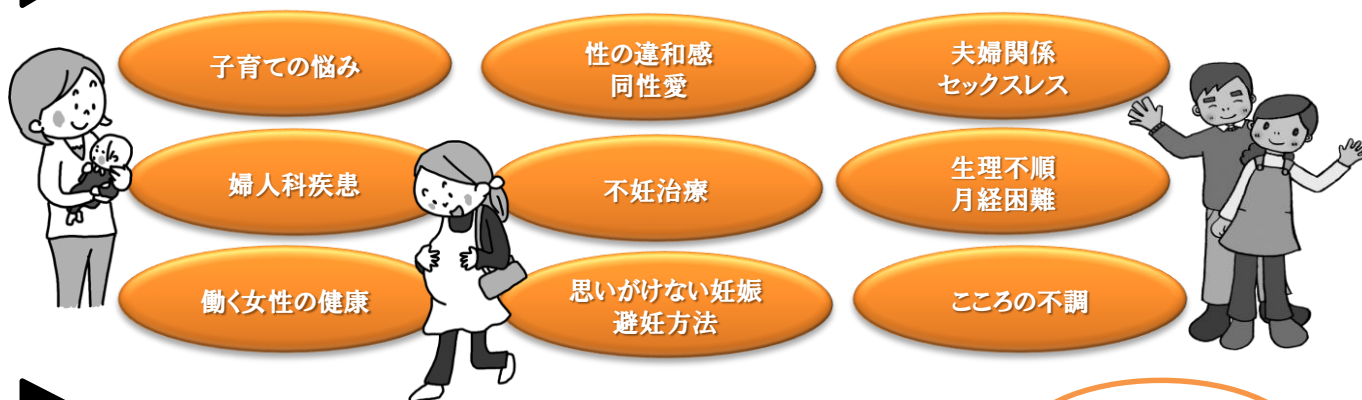 子育ての悩み
性の違和感
同性愛
夫婦関係
セックスレス
婦人科疾患
不妊治療
生理不順
月経困難
働く女性の健康
思いがけない妊娠
避妊方法
こころの不調